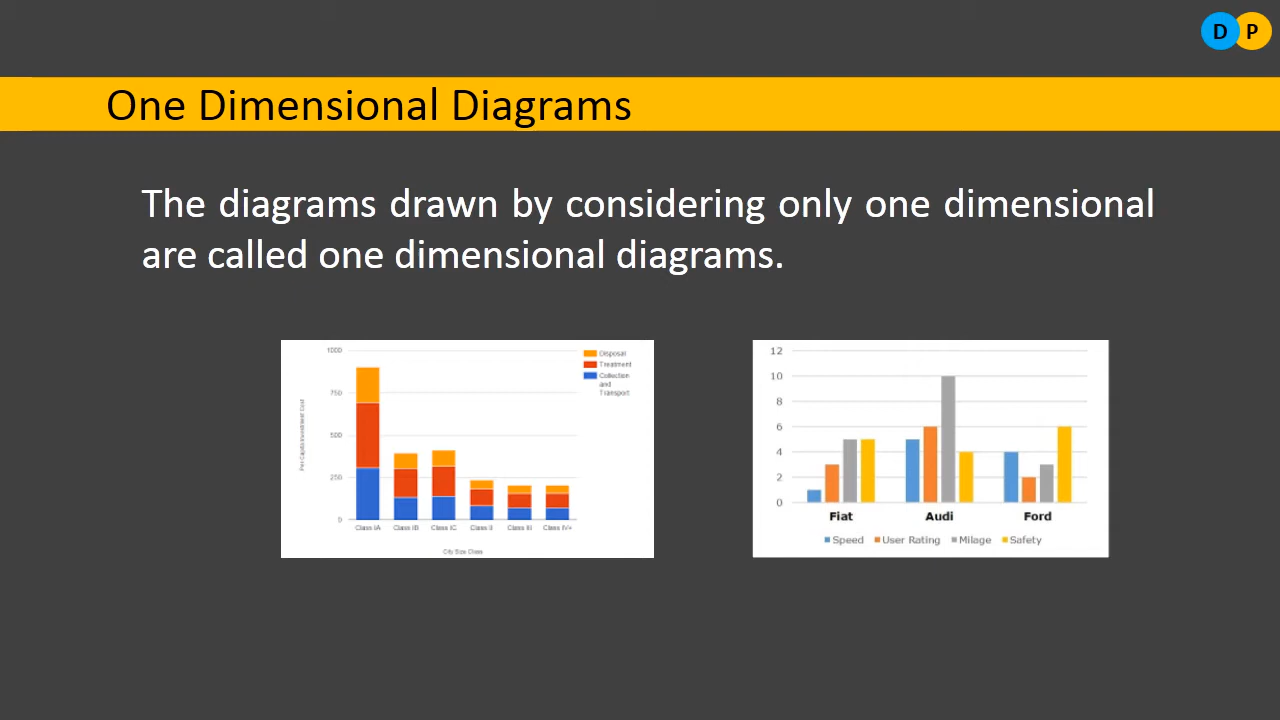 D P
One Dimensional Diagrams
The diagrams drawn by considering only one dimensional
are called one dimensional diagrams.
1000
750
500
250
0
Per Capita Investment Cost
Class IA Class IB Class IC Class II Class III Class IV+
City Size Class
Disposal
Treatment
Collection
and
Transport
12
10
8
6
4
2
0
Fiat Audi Ford
Speed User Rating Milage Safety